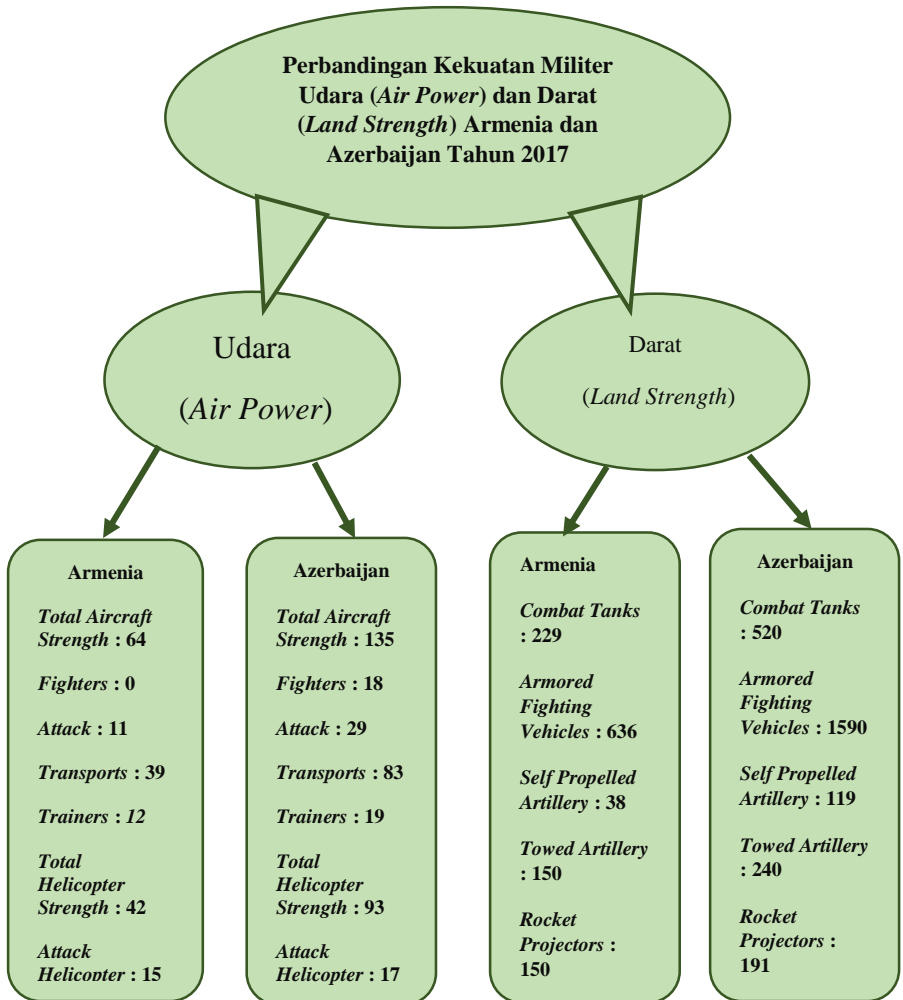 Perbandingan Kekuatan Militer
Udara (Air Power) dan Darat
(Land Strength) Armenia dan
Azerbaijan Tahun 2017
Udara
(Air Power)
Darat
(Land Strength)
Armenia
Total Aircraft
Strength : 64
Fighters : 0
Attack : 11
Transports : 39
Trainers : 12
Total
Helicopter
Strength : 42
Attack
Helicopter : 15
Azerbaijan
Total Aircraft
Strength : 135
Fighters : 18
Attack : 29
Transports : 83
Trainers : 19
Total
Helicopter
Strength : 93
Attack
Helicopter : 17
Armenia
Combat Tanks
: 229
Armored
Fighting
Vehicles : 636
Self Propelled
Artillery : 38
Towed Artillery
: 150
Rocket
Projectors :
150
Azerbaijan
Combat Tanks
: 520
Armored
Fighting
Vehicles : 1590
Self Propelled
Artillery : 119
Towed Artillery
: 240
Rocket
Projectors :
191